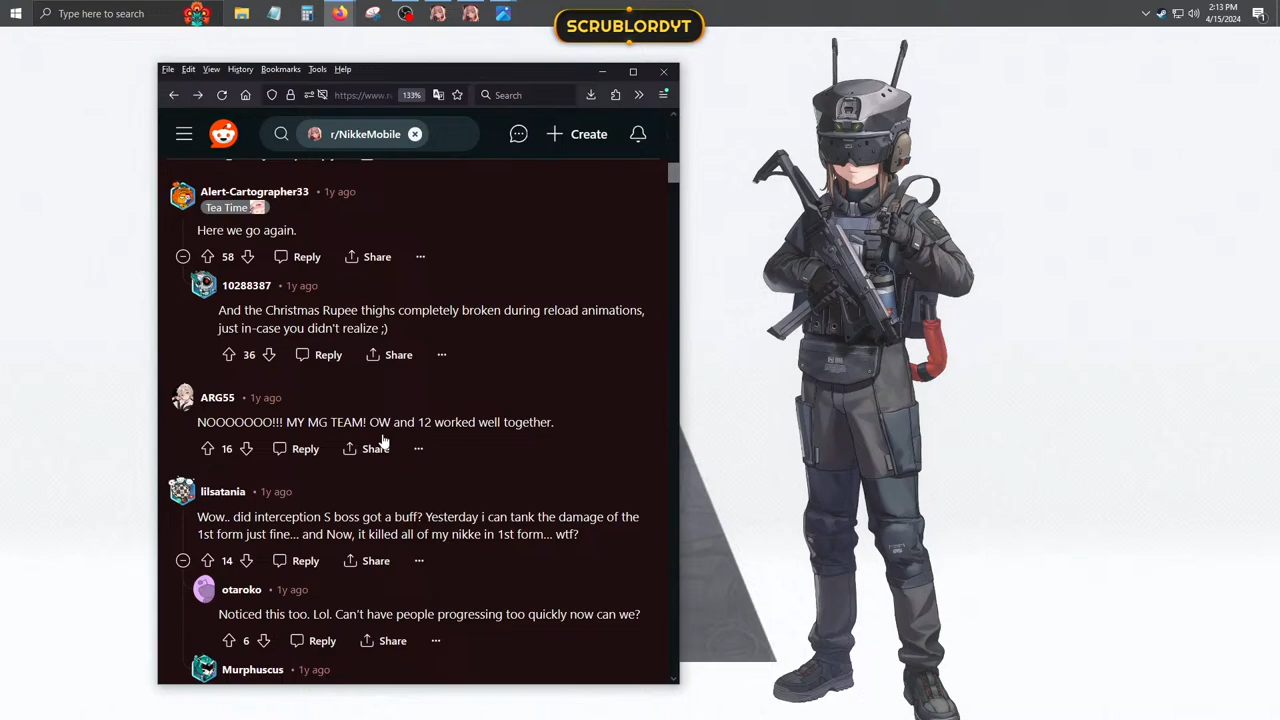 Type here to search
SCRUBLORDYT
2:13 PM
4/15/2024
File Edit View History Bookmarks Tools Help
https://www.r 133% Search
r/NikkeMobile Create
Alert-Cartographer33 • 1y ago
Tea Time
Here we go again.
58 Reply Share ...
10288387 • 1y ago
And the Christmas Rupee thighs completely broken during reload animations,
just in-case you didn't realize ;)
36 Reply Share ...
ARG55 • 1y ago
NOOOOOOO!!! MY MG TEAM! OW and 12 worked well together.
16 Reply Share ...
lilsatania • 1y ago
Wow.. did interception S boss got a buff? Yesterday i can tank the damage of the
1st form just fine... and Now, it killed all of my nikke in 1st form... wtf?
14 Reply Share ...
otaroko • 1y ago
Noticed this too. Lol. Can't have people progressing too quickly now can we?
6 Reply Share ...
Murphuscus • 1y ago